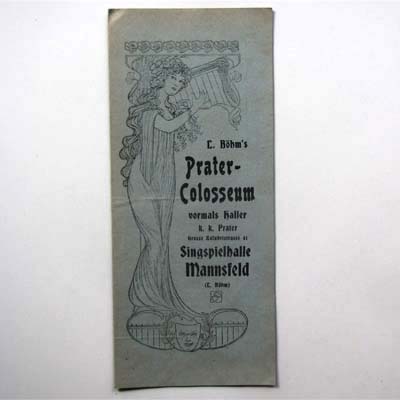 E. Böhm's
Prater-
Colosseum
vormals Haller
k. k. Prater
Singspielhalle
Mannsfeld
(E. Böhm)